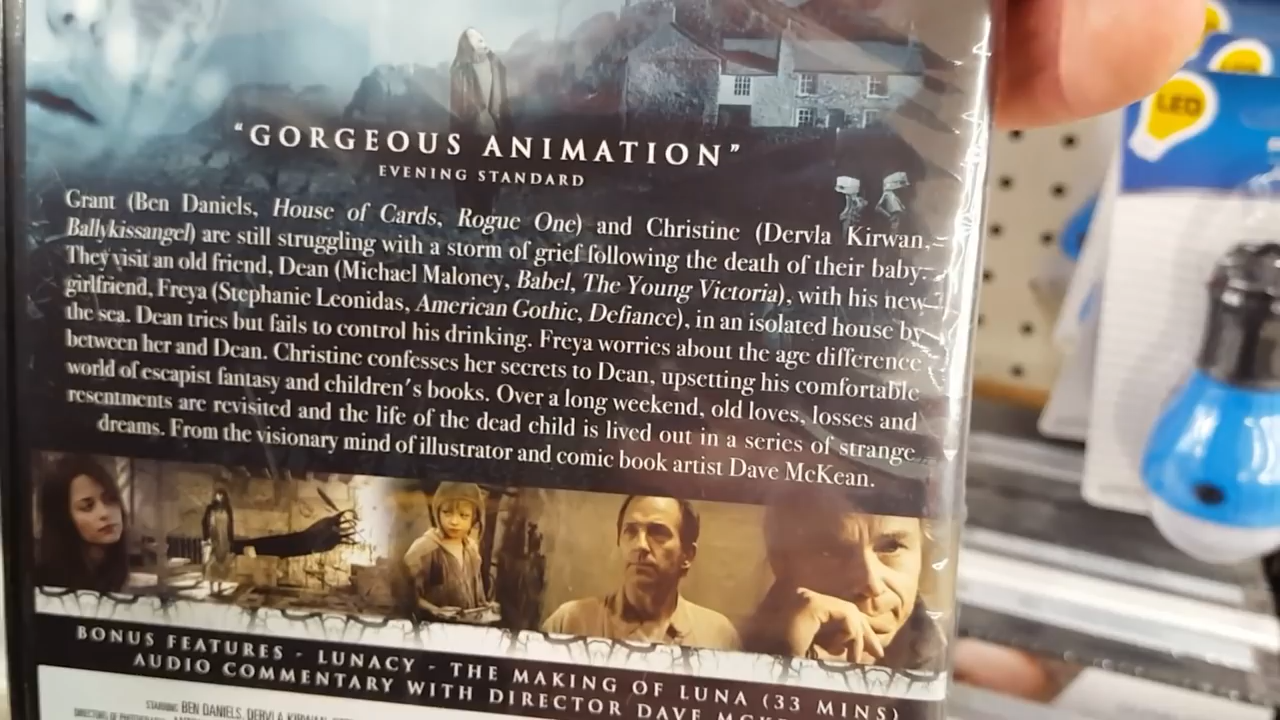 "GORGEOUS ANIMATION"
EVENING STANDARD
Grant (Ben Daniels, House of Cards, Rogue One) and Christine (Dervla Kirwan,
Ballykissangel) are still struggling with a storm of grief following the death of their baby.
They visit an old friend, Dean (Michael Maloney, Babel, The Young Victoria), with his new
girlfriend, Freya (Stephanie Leonidas, American Gothic, Defiance), in an isolated house by
the sea. Dean tries but fails to control his drinking. Freya worries about the age difference
between her and Dean. Christine confesses her secrets to Dean, upsetting his comfortable
world of escapist fantasy and children's books. Over a long weekend, old loves, losses and
resentments are revisited and the life of the dead child is lived out in a series of strange
dreams. From the visionary mind of illustrator and comic book artist Dave McKean.
BONUS FEATURES - LUNACY - THE MAKING OF LUNA (33 MINS)
AUDIO COMMENTARY WITH DIRECTOR DAVE
STARRING BEN DANIELS, DERVLA KIRWAN,
LED